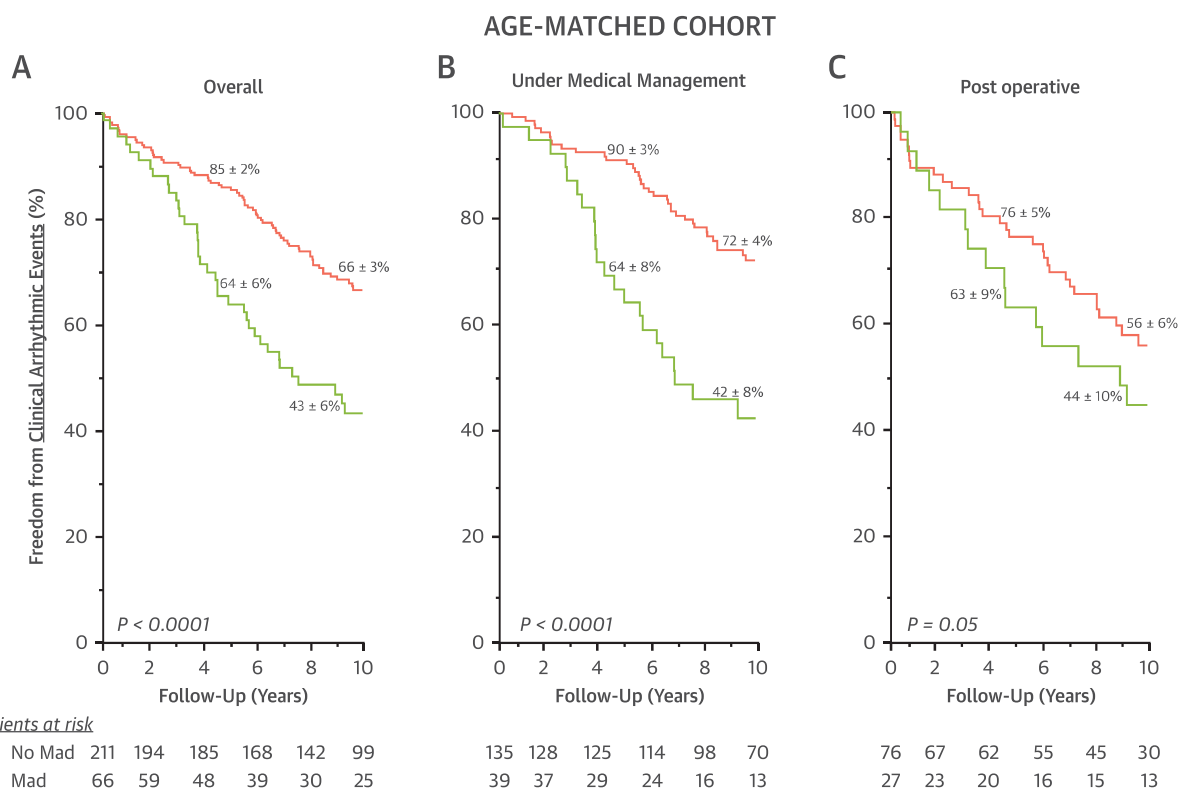 AGE-MATCHED COHORT
A
Overall
Freedom from Clinical Arrhythmic Events (%)
100
80
60
40
20
0
85 ± 2%
66 ± 3%
64 ± 6%
43 ± 6%
P < 0.0001
0 2 4 6 8 10
Follow-Up (Years)
B
Under Medical Management
100
80
60
40
20
0
90 ± 3%
72 ± 4%
64 ± 8%
42 ± 8%
P < 0.0001
0 2 4 6 8 10
Follow-Up (Years)
C
Post operative
100
80
60
40
20
0
76 ± 5%
63 ± 9%
56 ± 6%
44 ± 10%
P = 0.05
0 2 4 6 8 10
Follow-Up (Years)
ients at risk
No Mad 211 194 185 168 142 99 135 128 125 114 98 70 76 67 62 55 45 30
Mad 66 59 48 39 30 25 39 37 29 24 16 13 27 23 20 16 15 13